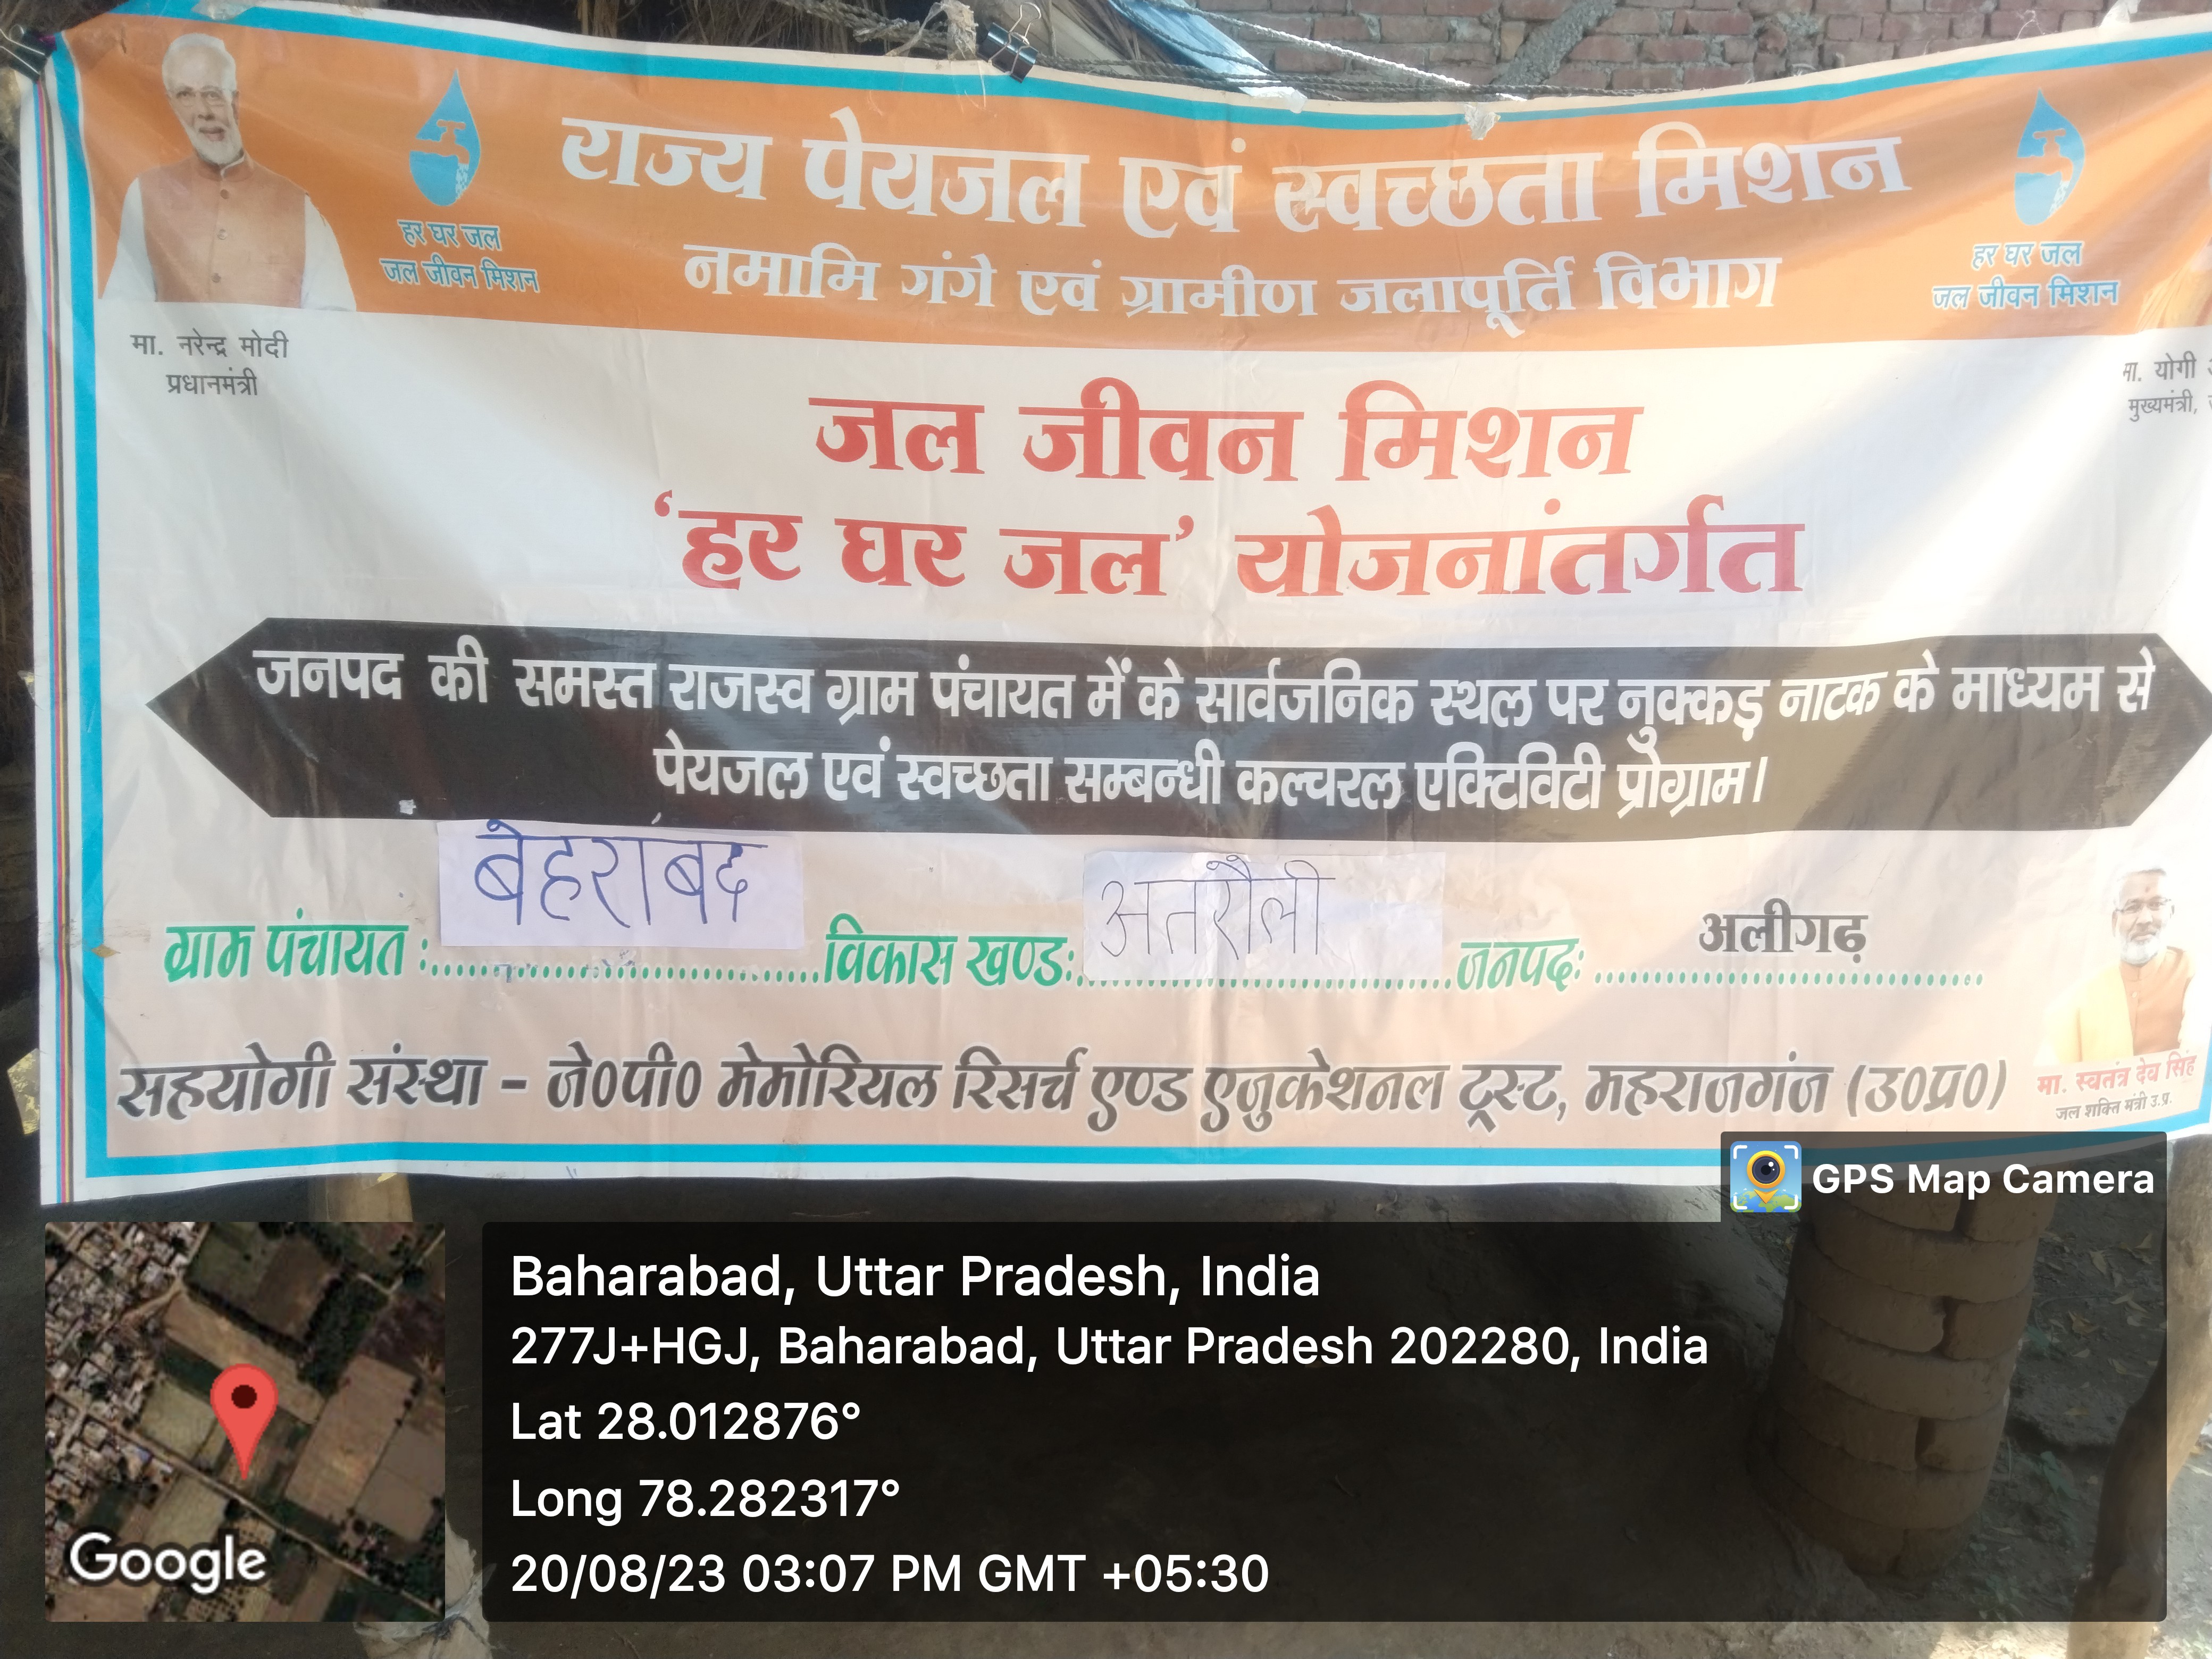 राज्य पेयजल एवं स्वच्छता मिशन
नमामि गंगे एवं ग्रामीण जलापूर्ति विभाग
हर घर जल
जल जीवन मिशन
हर घर जल
जल जीवन मिशन
मा. नरेन्द्र मोदी
प्रधानमंत्री
मा. योगी
मुख्यमंत्री,
जल जीवन मिशन
‘हर घर जल’ योजनांतर्गत
जनपद की समस्त राजस्व ग्राम पंचायत में के सार्वजनिक स्थल पर नुक्कड़ नाटक के माध्यम से
पेयजल एवं स्वच्छता सम्बन्धी कल्चरल एक्टिविटी प्रोग्राम।
ग्राम पंचायत : बेहराबद विकास खण्ड: अतरौली जनपद: अलीगढ़
सहयोगी संस्था - जे0पी0 मेमोरियल रिसर्च एण्ड एजुकेशनल ट्रस्ट, महराजगंज (उ0प्र0)
मा. स्वतंत्र देव सिंह
जल शक्ति मंत्री उ.प्र.
GPS Map Camera
Baharabad, Uttar Pradesh, India
277J+HGJ, Baharabad, Uttar Pradesh 202280, India
Lat 28.012876°
Long 78.282317°
20/08/23 03:07 PM GMT +05:30
Google